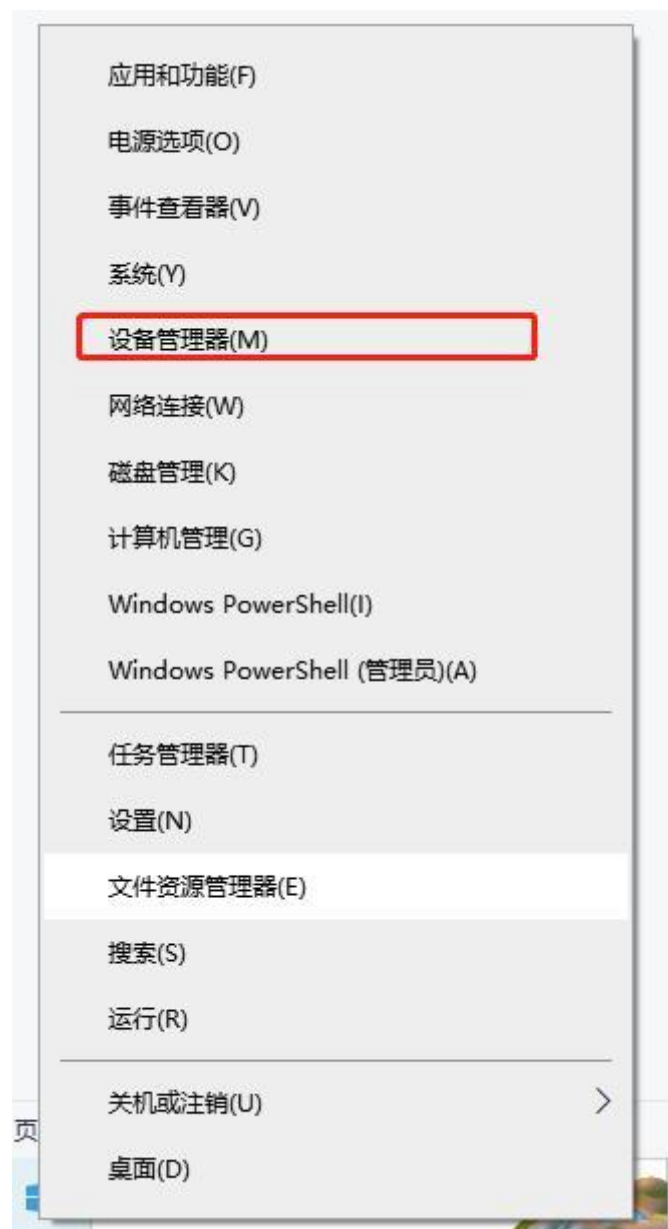 应用和功能(F)
电源选项(O)
事件查看器(V)
系统(Y)
设备管理器(M)
网络连接(W)
磁盘管理(K)
计算机管理(G)
Windows PowerShell(I)
Windows PowerShell (管理员)(A)
任务管理器(T)
设置(N)
文件资源管理器(E)
搜索(S)
运行(R)
关机或注销(U)
页
桌面(D)